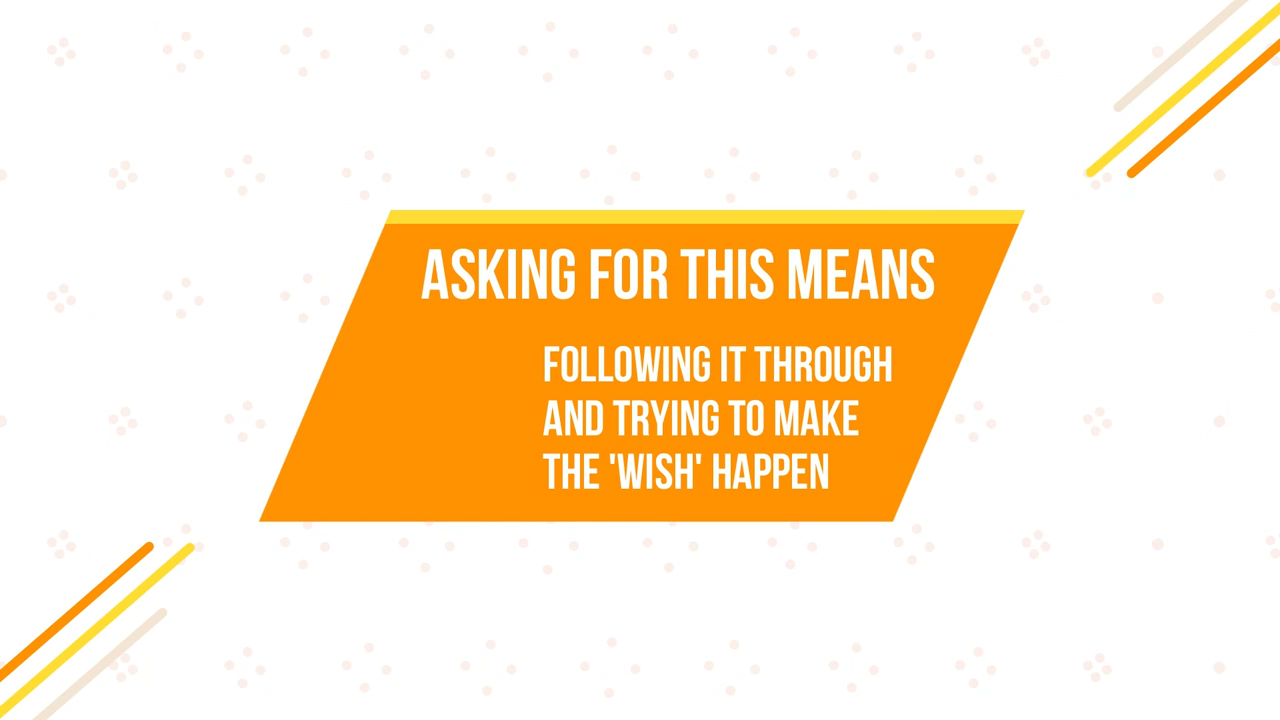 ASKING FOR THIS MEANS
FOLLOWING IT THROUGH
AND TRYING TO MAKE
THE 'WISH' HAPPEN